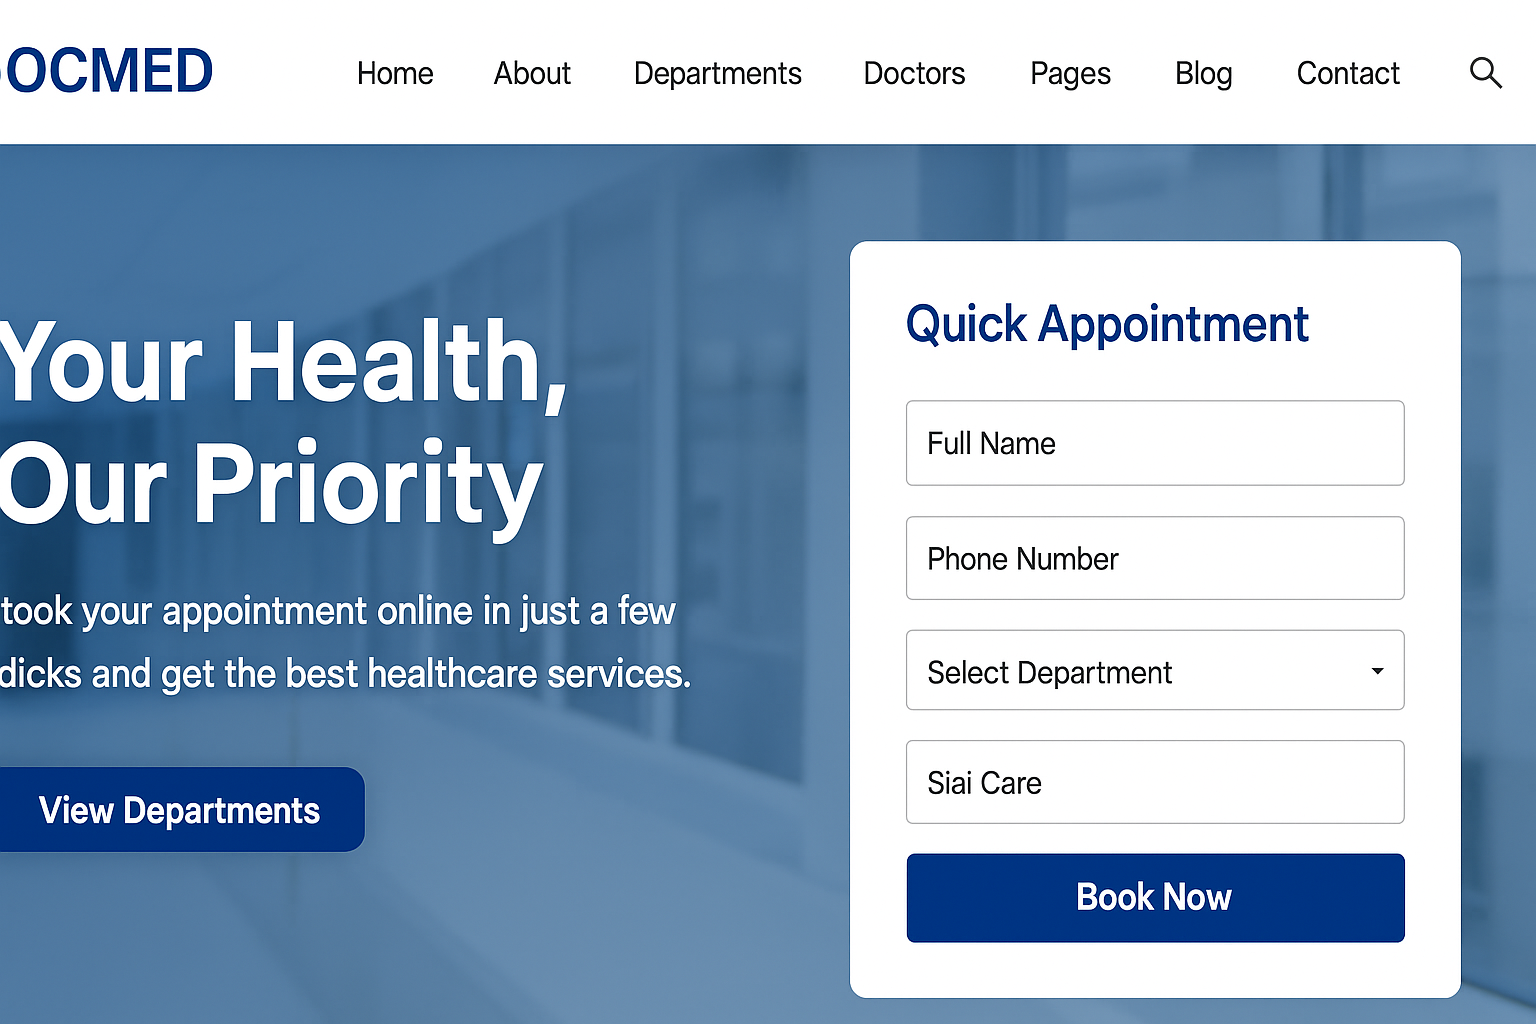 OCMED
Home About Departments Doctors Pages Blog Contact
Your Health,
Our Priority
took your appointment online in just a few
dicks and get the best healthcare services.
View Departments
Quick Appointment
Full Name
Phone Number
Select Department
Siai Care
Book Now